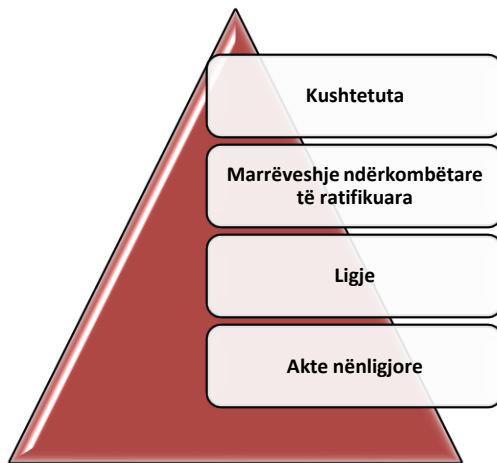 Kushtetuta
Marrëveshje ndërkombëtare
të ratifikuara
Ligje
Akte nënligjore